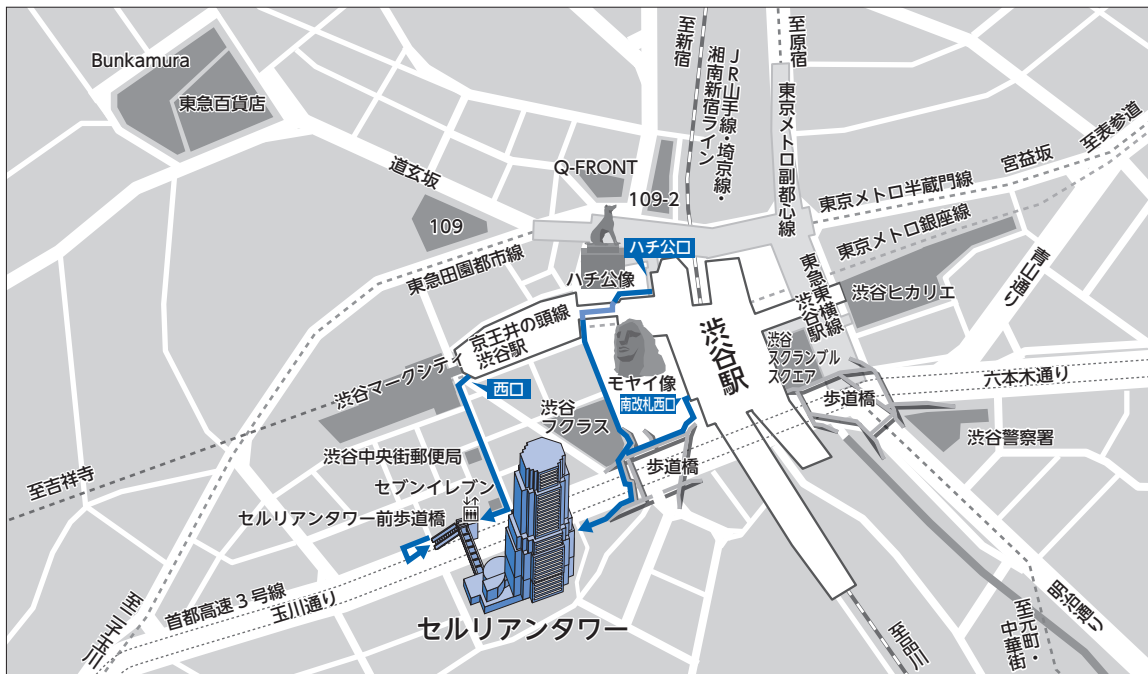 Bunkamura
東急百貨店
道玄坂
109
Q-FRONT
109-2
至新宿
JR山手線・埼京線・
湘南新宿ライン
至原宿
東京メトロ副都心線
東京メトロ半蔵門線
宮益坂
至表参道
東京メトロ銀座線
青山通り
東急田園都市線
ハチ公口
ハチ公像
京王井の頭線
渋谷駅
渋谷マークシティ
西口
モヤイ像
南改札西口
渋谷駅
東急東横線
渋谷駅
渋谷ヒカリエ
渋谷
スクランブル
スクエア
六本木通り
歩道橋
渋谷警察署
渋谷
フクラス
歩道橋
渋谷中央街郵便局
セブンイレブン
セルリアンタワー前歩道橋
至吉祥寺
首都高速3号線
玉川通り
至二子玉川
セルリアンタワー
至品川
至元町・
中華街
明治通り